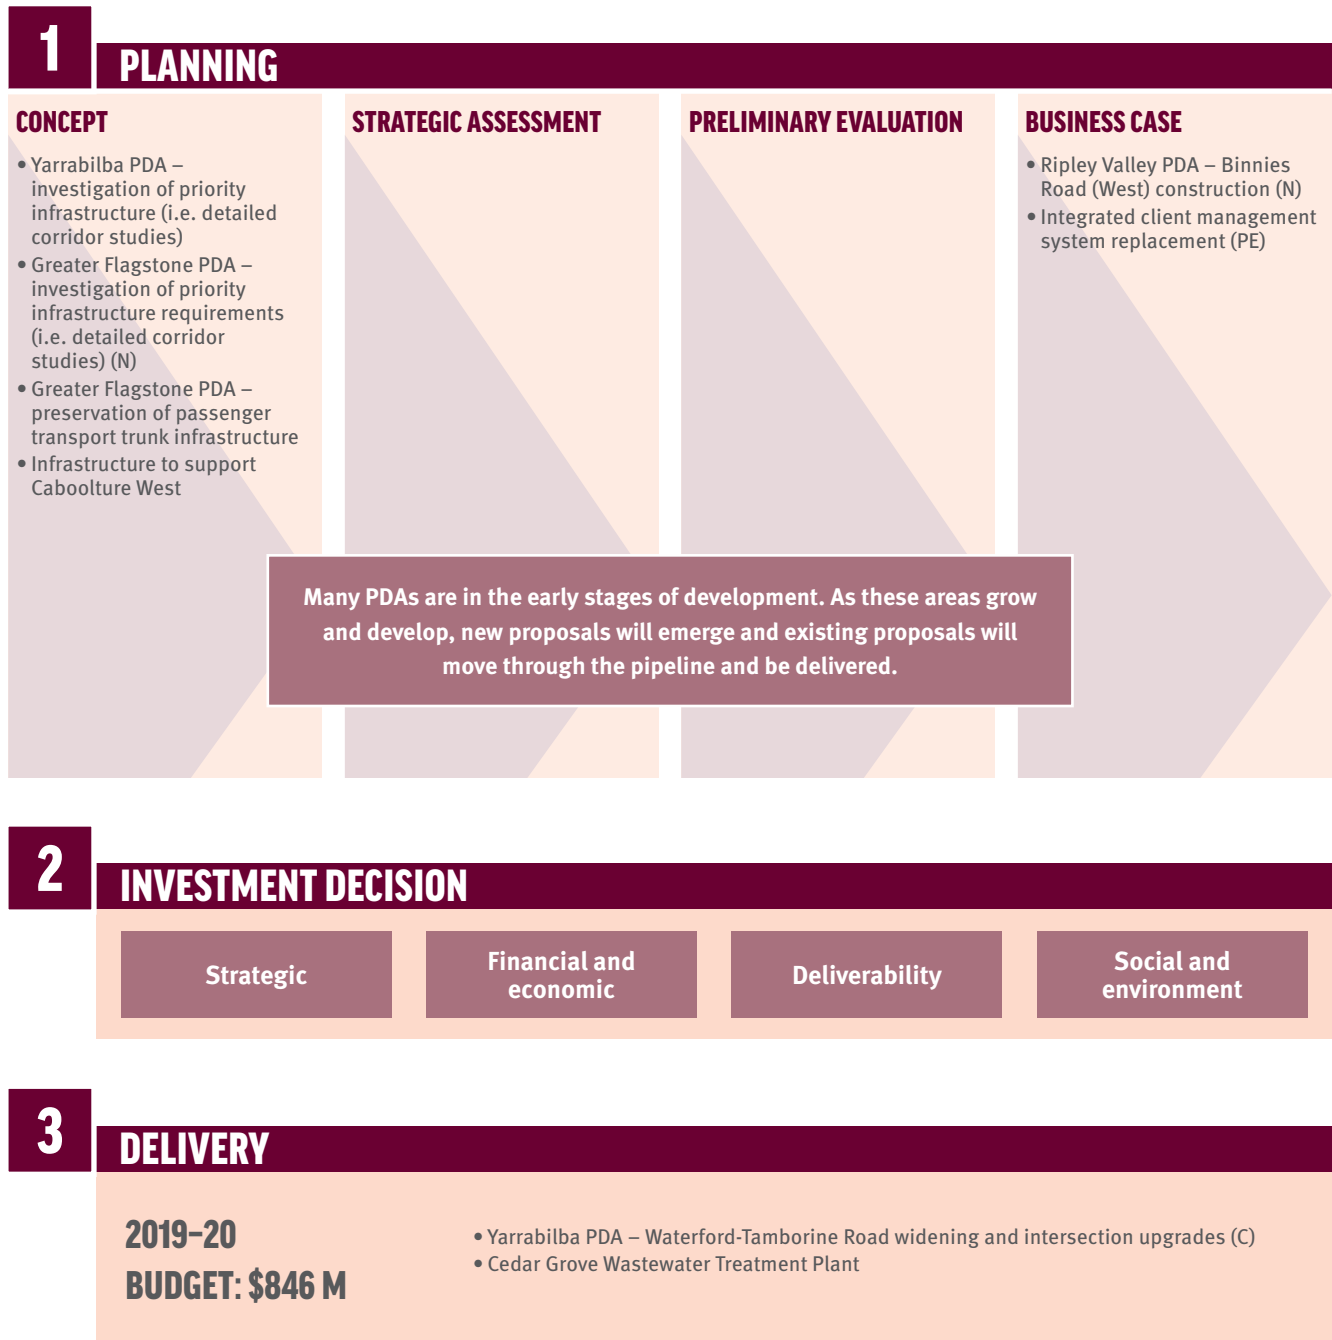 1
PLANNING
CONCEPT
• Yarrabilba PDA –
investigation of priority
infrastructure (i.e. detailed
corridor studies)
• Greater Flagstone PDA –
investigation of priority
infrastructure requirements
(i.e. detailed corridor
studies) (N)
• Greater Flagstone PDA –
preservation of passenger
transport trunk infrastructure
• Infrastructure to support
Caboolture West
STRATEGIC ASSESSMENT
PRELIMINARY EVALUATION
BUSINESS CASE
• Ripley Valley PDA – Binnies
Road (West) construction (N)
• Integrated client management
system replacement (PE)
Many PDAs are in the early stages of development. As these areas grow
and develop, new proposals will emerge and existing proposals will
move through the pipeline and be delivered.
2
INVESTMENT DECISION
Strategic
Financial and
economic
Deliverability
Social and
environment
3
DELIVERY
2019–20
BUDGET: $846 M
• Yarrabilba PDA – Waterford-Tamborine Road widening and intersection upgrades (C)
• Cedar Grove Wastewater Treatment Plant